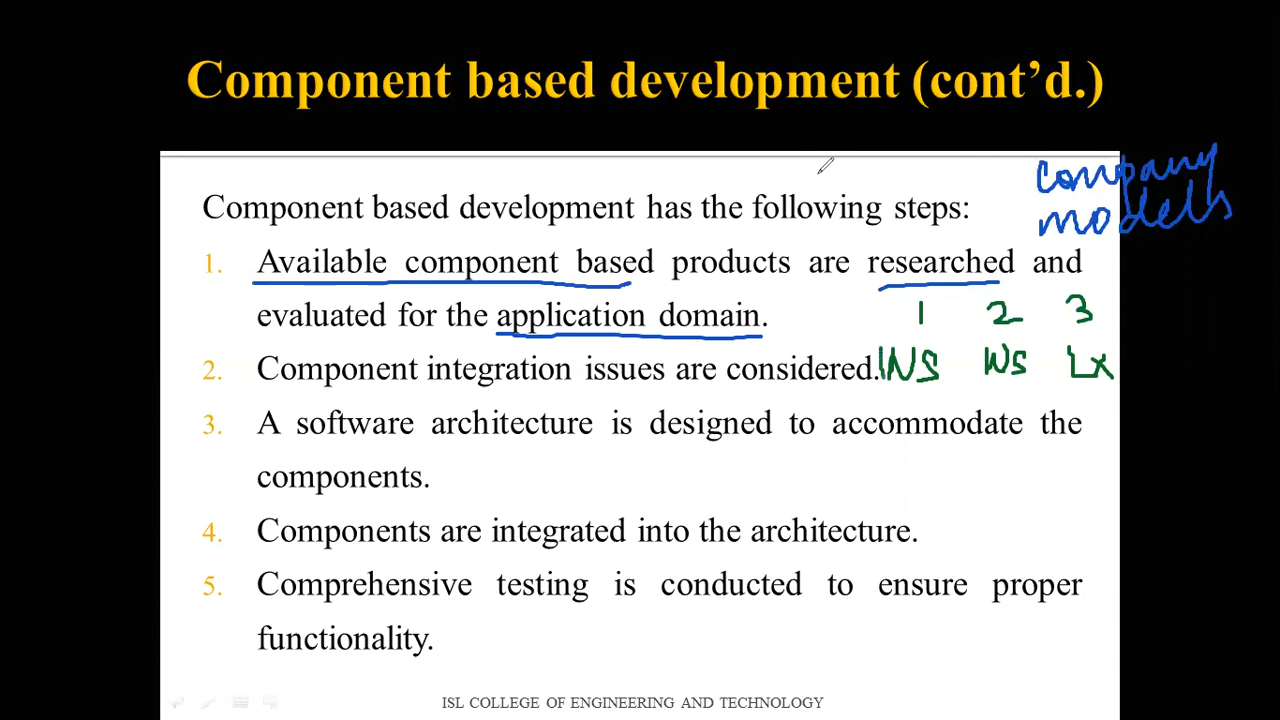 Component based development (cont'd.)
company
models
Component based development has the following steps:
1. Available component based products are researched and
evaluated for the application domain.
1 2 3
2. Component integration issues are considered.
INS WS LX
3. A software architecture is designed to accommodate the
components.
4. Components are integrated into the architecture.
5. Comprehensive testing is conducted to ensure proper
functionality.
ISL COLLEGE OF ENGINEERING AND TECHNOLOGY